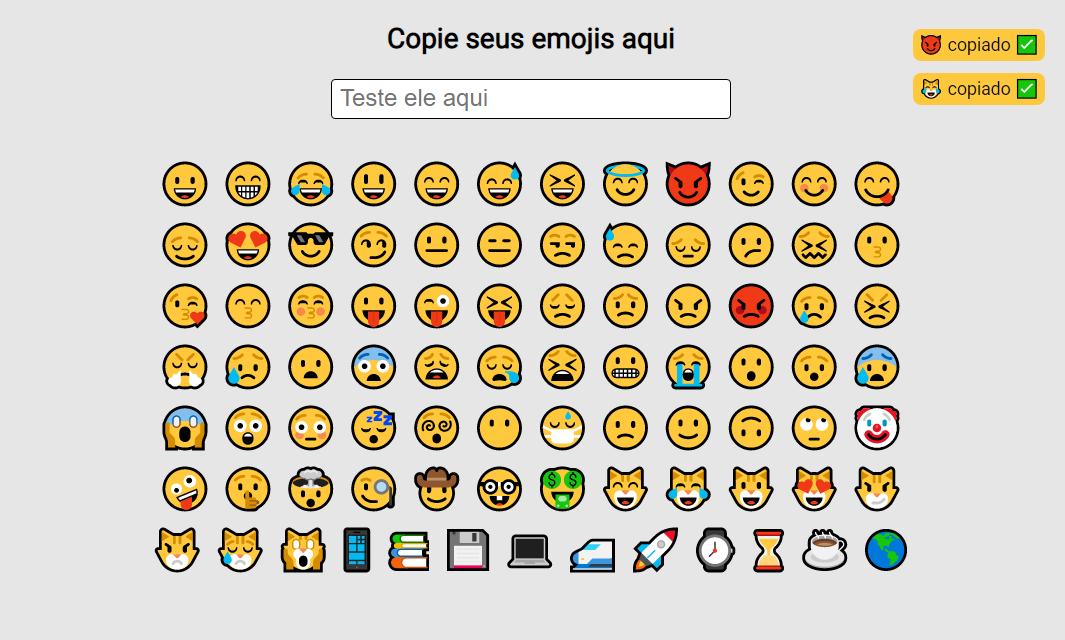 Copie seus emojis aqui
Teste ele aqui
😈 copiado ✅
😹 copiado ✅